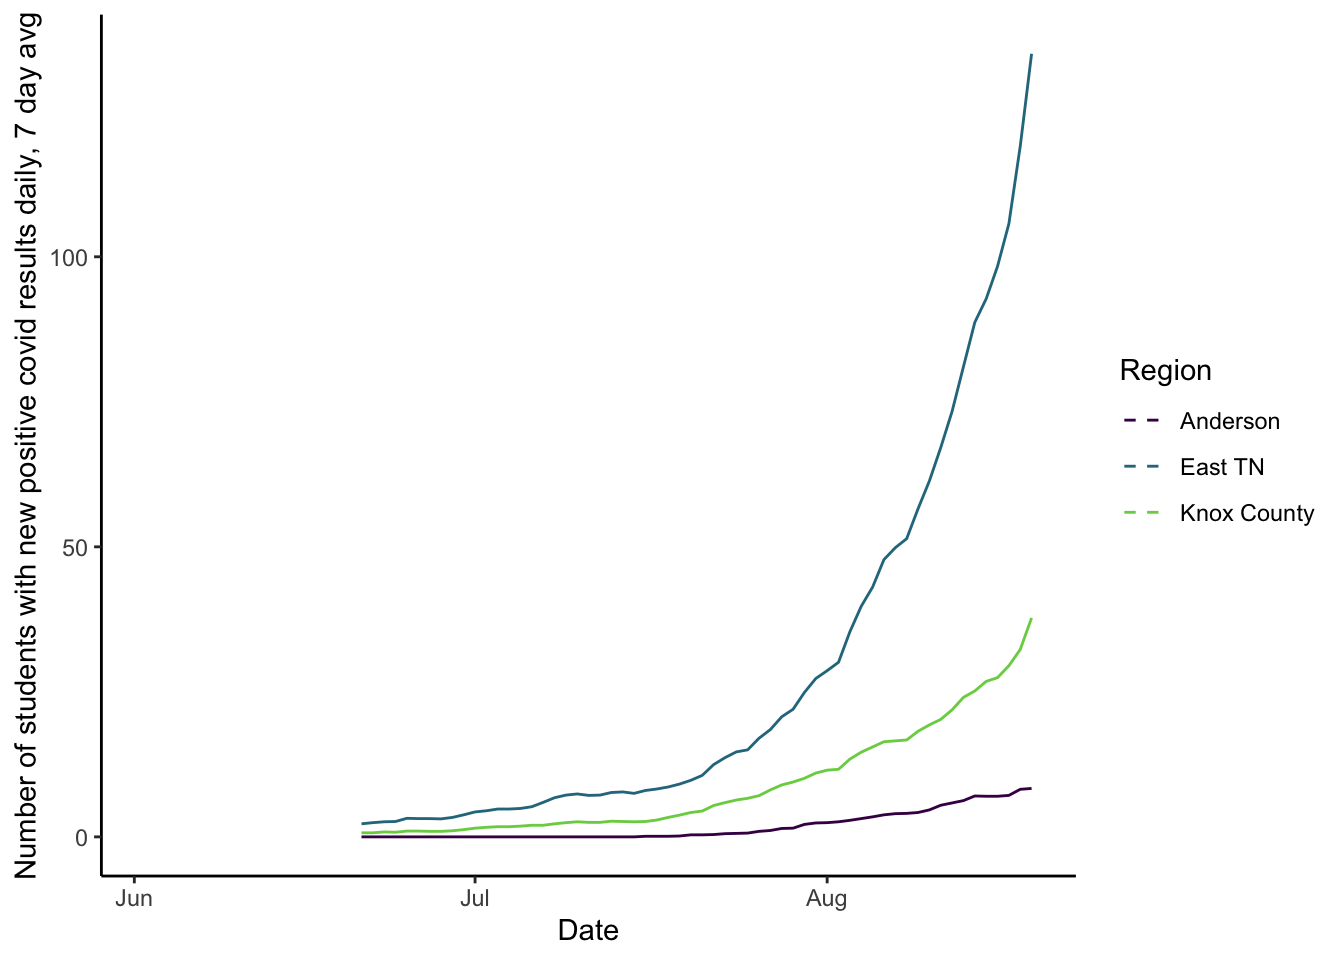 Number of students with new positive covid results daily, 7 day avg
100
50
0
Jun
Jul
Aug
Date
Region
Anderson
East TN
Knox County